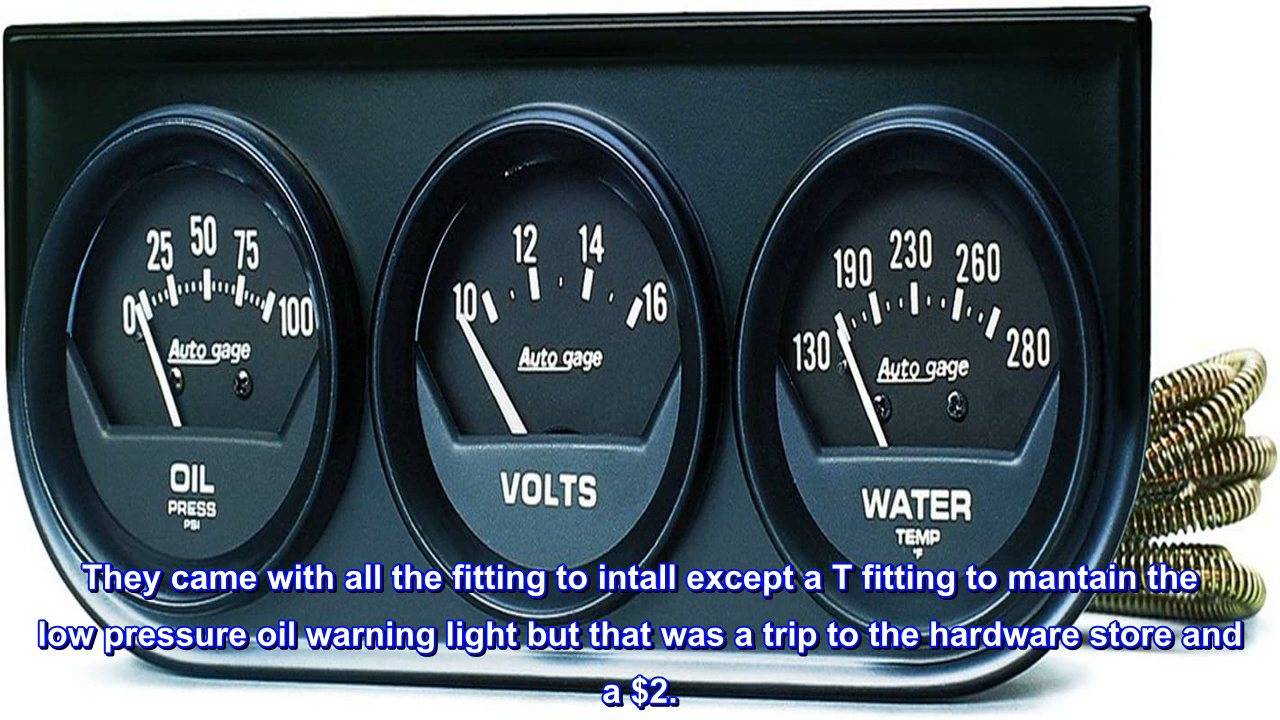 25 50 75
0 100
Auto gage
OIL
PRESS
PSI
12 14
10 16
Auto gage
VOLTS
190 230 260
130 280
Auto gage
WATER
TEMP
°F
They came with all the fitting to intall except a T fitting to mantain the
low pressure oil warning light but that was a trip to the hardware store and
a $2.